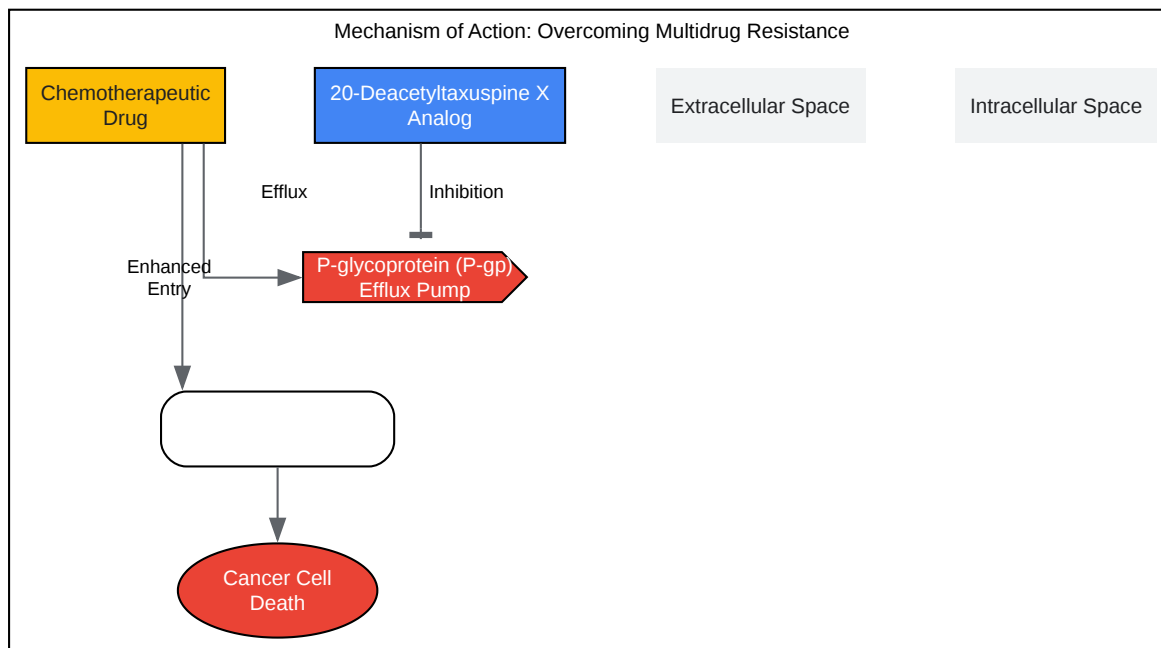 Mechanism of Action: Overcoming Multidrug Resistance
Chemotherapeutic
Drug
20-Deacetyltaxuspine X
Analog
Extracellular Space
Intracellular Space
Efflux
Inhibition
Enhanced
Entry
P-glycoprotein (P-gp)
Efflux Pump
Cancer Cell
Death